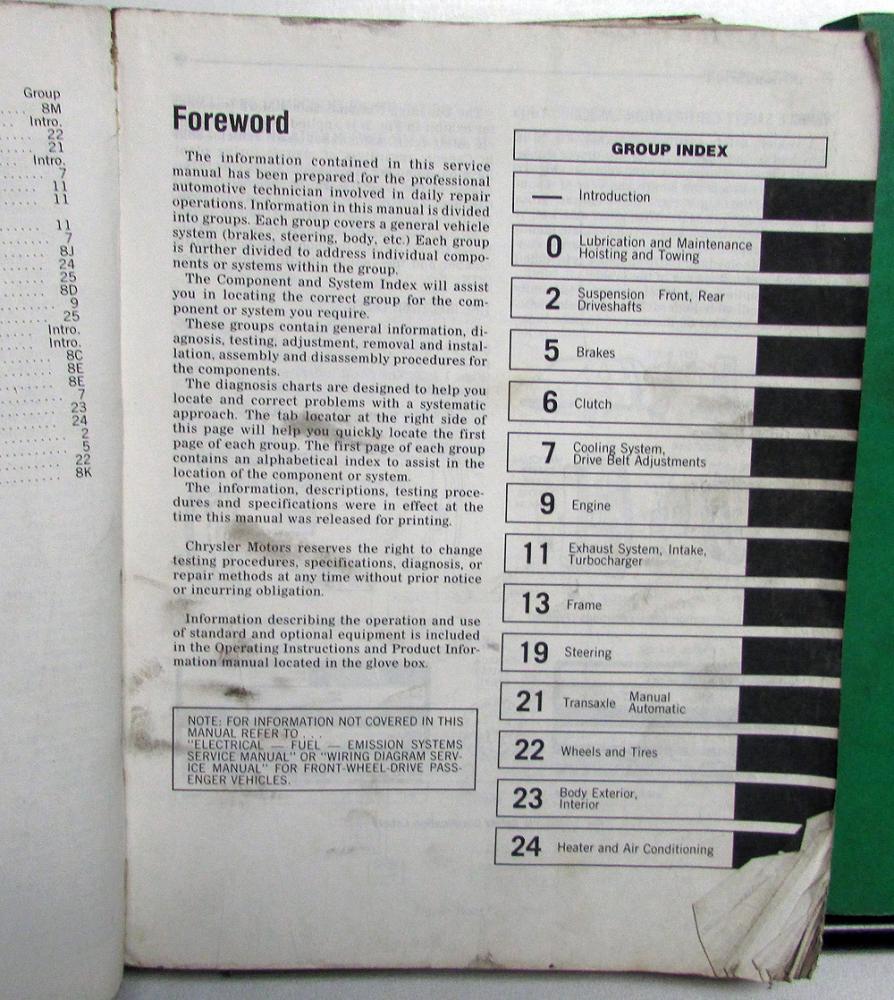 Group
8M
Intro.
22
21
Intro.
7
11
11
11
7
8J
24
25
8D
9
25
Intro.
Intro.
8C
8E
8E
7
23
24
2
5
22
8K
Foreword
The information contained in this service
manual has been prepared for the professional
automotive technician involved in daily repair
operations. Information in this manual is divided
into groups. Each group covers a general vehicle
system (brakes, steering, body, etc.) Each group
is further divided to address individual compo-
nents or systems within the group.
The Component and System Index will assist
you in locating the correct group for the com-
ponent or system you require.
These groups contain general information, di-
agnosis, testing, adjustment, removal and instal-
lation, assembly and disassembly procedures for
the components.
The diagnosis charts are designed to help you
locate and correct problems with a systematic
approach. The tab locator at the right side of
this page will help you quickly locate the first
page of each group. The first page of each group
contains an alphabetical index to assist in the
location of the component or system.
The information, descriptions, testing proce-
dures and specifications were in effect at the
time this manual was released for printing.
Chrysler Motors reserves the right to change
testing procedures, specifications, diagnosis, or
repair methods at any time without prior notice
or incurring obligation.
Information describing the operation and use
of standard and optional equipment is included
in the Operating Instructions and Product Infor-
mation manual located in the glove box.
NOTE: FOR INFORMATION NOT COVERED IN THIS
MANUAL REFER TO . . .
"ELECTRICAL — FUEL — EMISSION SYSTEMS
SERVICE MANUAL" OR "WIRING DIAGRAM SERV-
ICE MANUAL" FOR FRONT-WHEEL-DRIVE PASS-
ENGER VEHICLES.
GROUP INDEX
— Introduction
0 Lubrication and Maintenance
Hoisting and Towing
2 Suspension Front, Rear
Driveshafts
5 Brakes
6 Clutch
7 Cooling System,
Drive Belt Adjustments
9 Engine
11 Exhaust System, Intake,
Turbocharger
13 Frame
19 Steering
21 Transaxle Manual
Automatic
22 Wheels and Tires
23 Body Exterior,
Interior
24 Heater and Air Conditioning